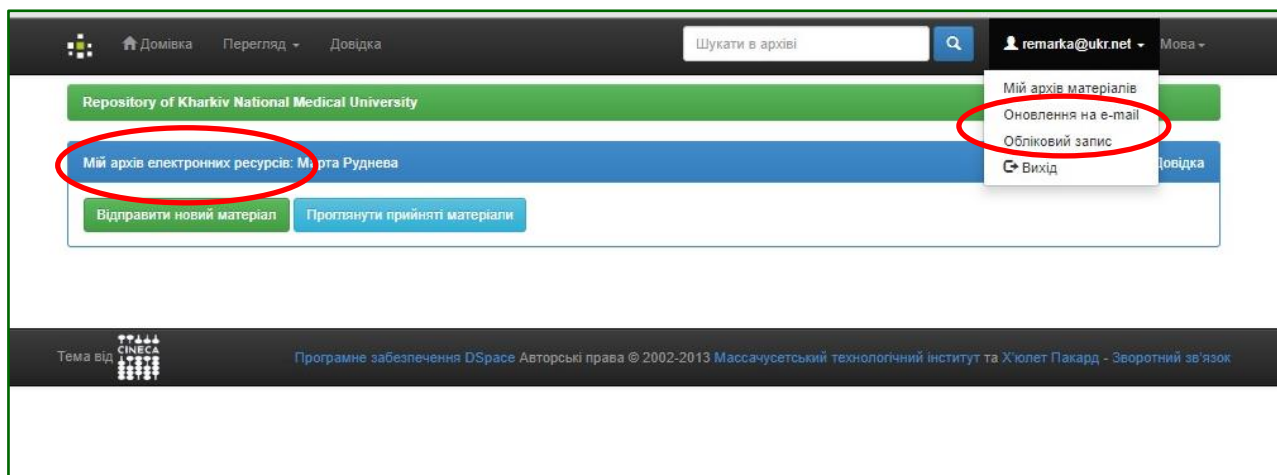 Домівка Перегляд Довідка Шукати в архіві remarka@ukr.net Мова
Мій архів матеріалів
Оновлення на e-mail
Обліковий запис
Вихід
Repository of Kharkiv National Medical University
Мій архів електронних ресурсів: Марта Руднева Довідка
Відправити новий матеріал Проглянути прийняті матеріали
Тема від CINECA Програмне забезпечення DSpace Авторські права © 2002-2013 Массачусетський технологічний інститут та Х'юлет Пакард - Зворотний зв'язок